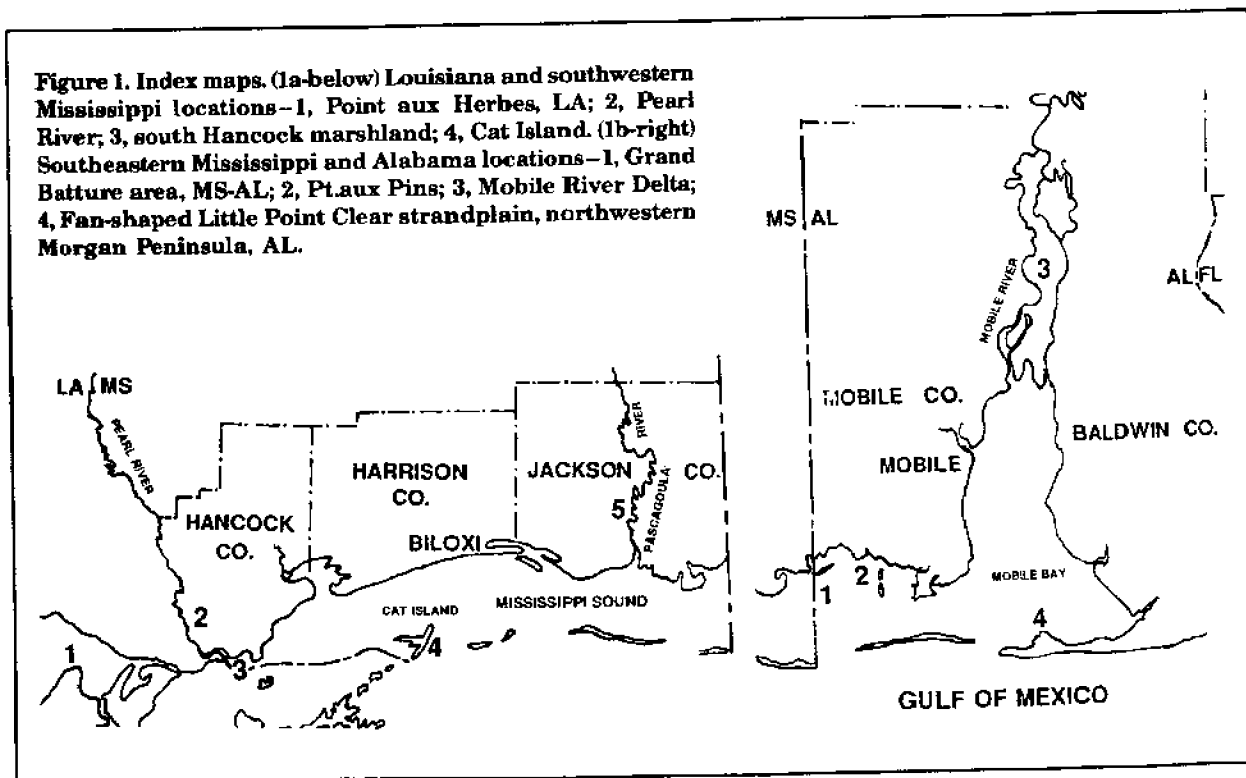 Figure 1. Index maps. (1a-below) Louisiana and southwestern
Mississippi locations–1, Point aux Herbes, LA; 2, Pearl
River; 3, south Hancock marshland; 4, Cat Island. (1b-right)
Southeastern Mississippi and Alabama locations–1, Grand
Batture area, MS-AL; 2, Pt.aux Pins; 3, Mobile River Delta;
4, Fan-shaped Little Point Clear strandplain, northwestern
Morgan Peninsula, AL.
LA MS
PEARL RIVER
HANCOCK
CO.
HARRISON
CO.
JACKSON CO.
RIVER
PASCAGOULA
5
BILOXI
CAT ISLAND
MISSISSIPPI SOUND
1
2
3
4
MS AL
AL FL
3
MOBILE RIVER
MOBILE CO.
MOBILE
BALDWIN CO.
1
2
MOBILE BAY
4
GULF OF MEXICO